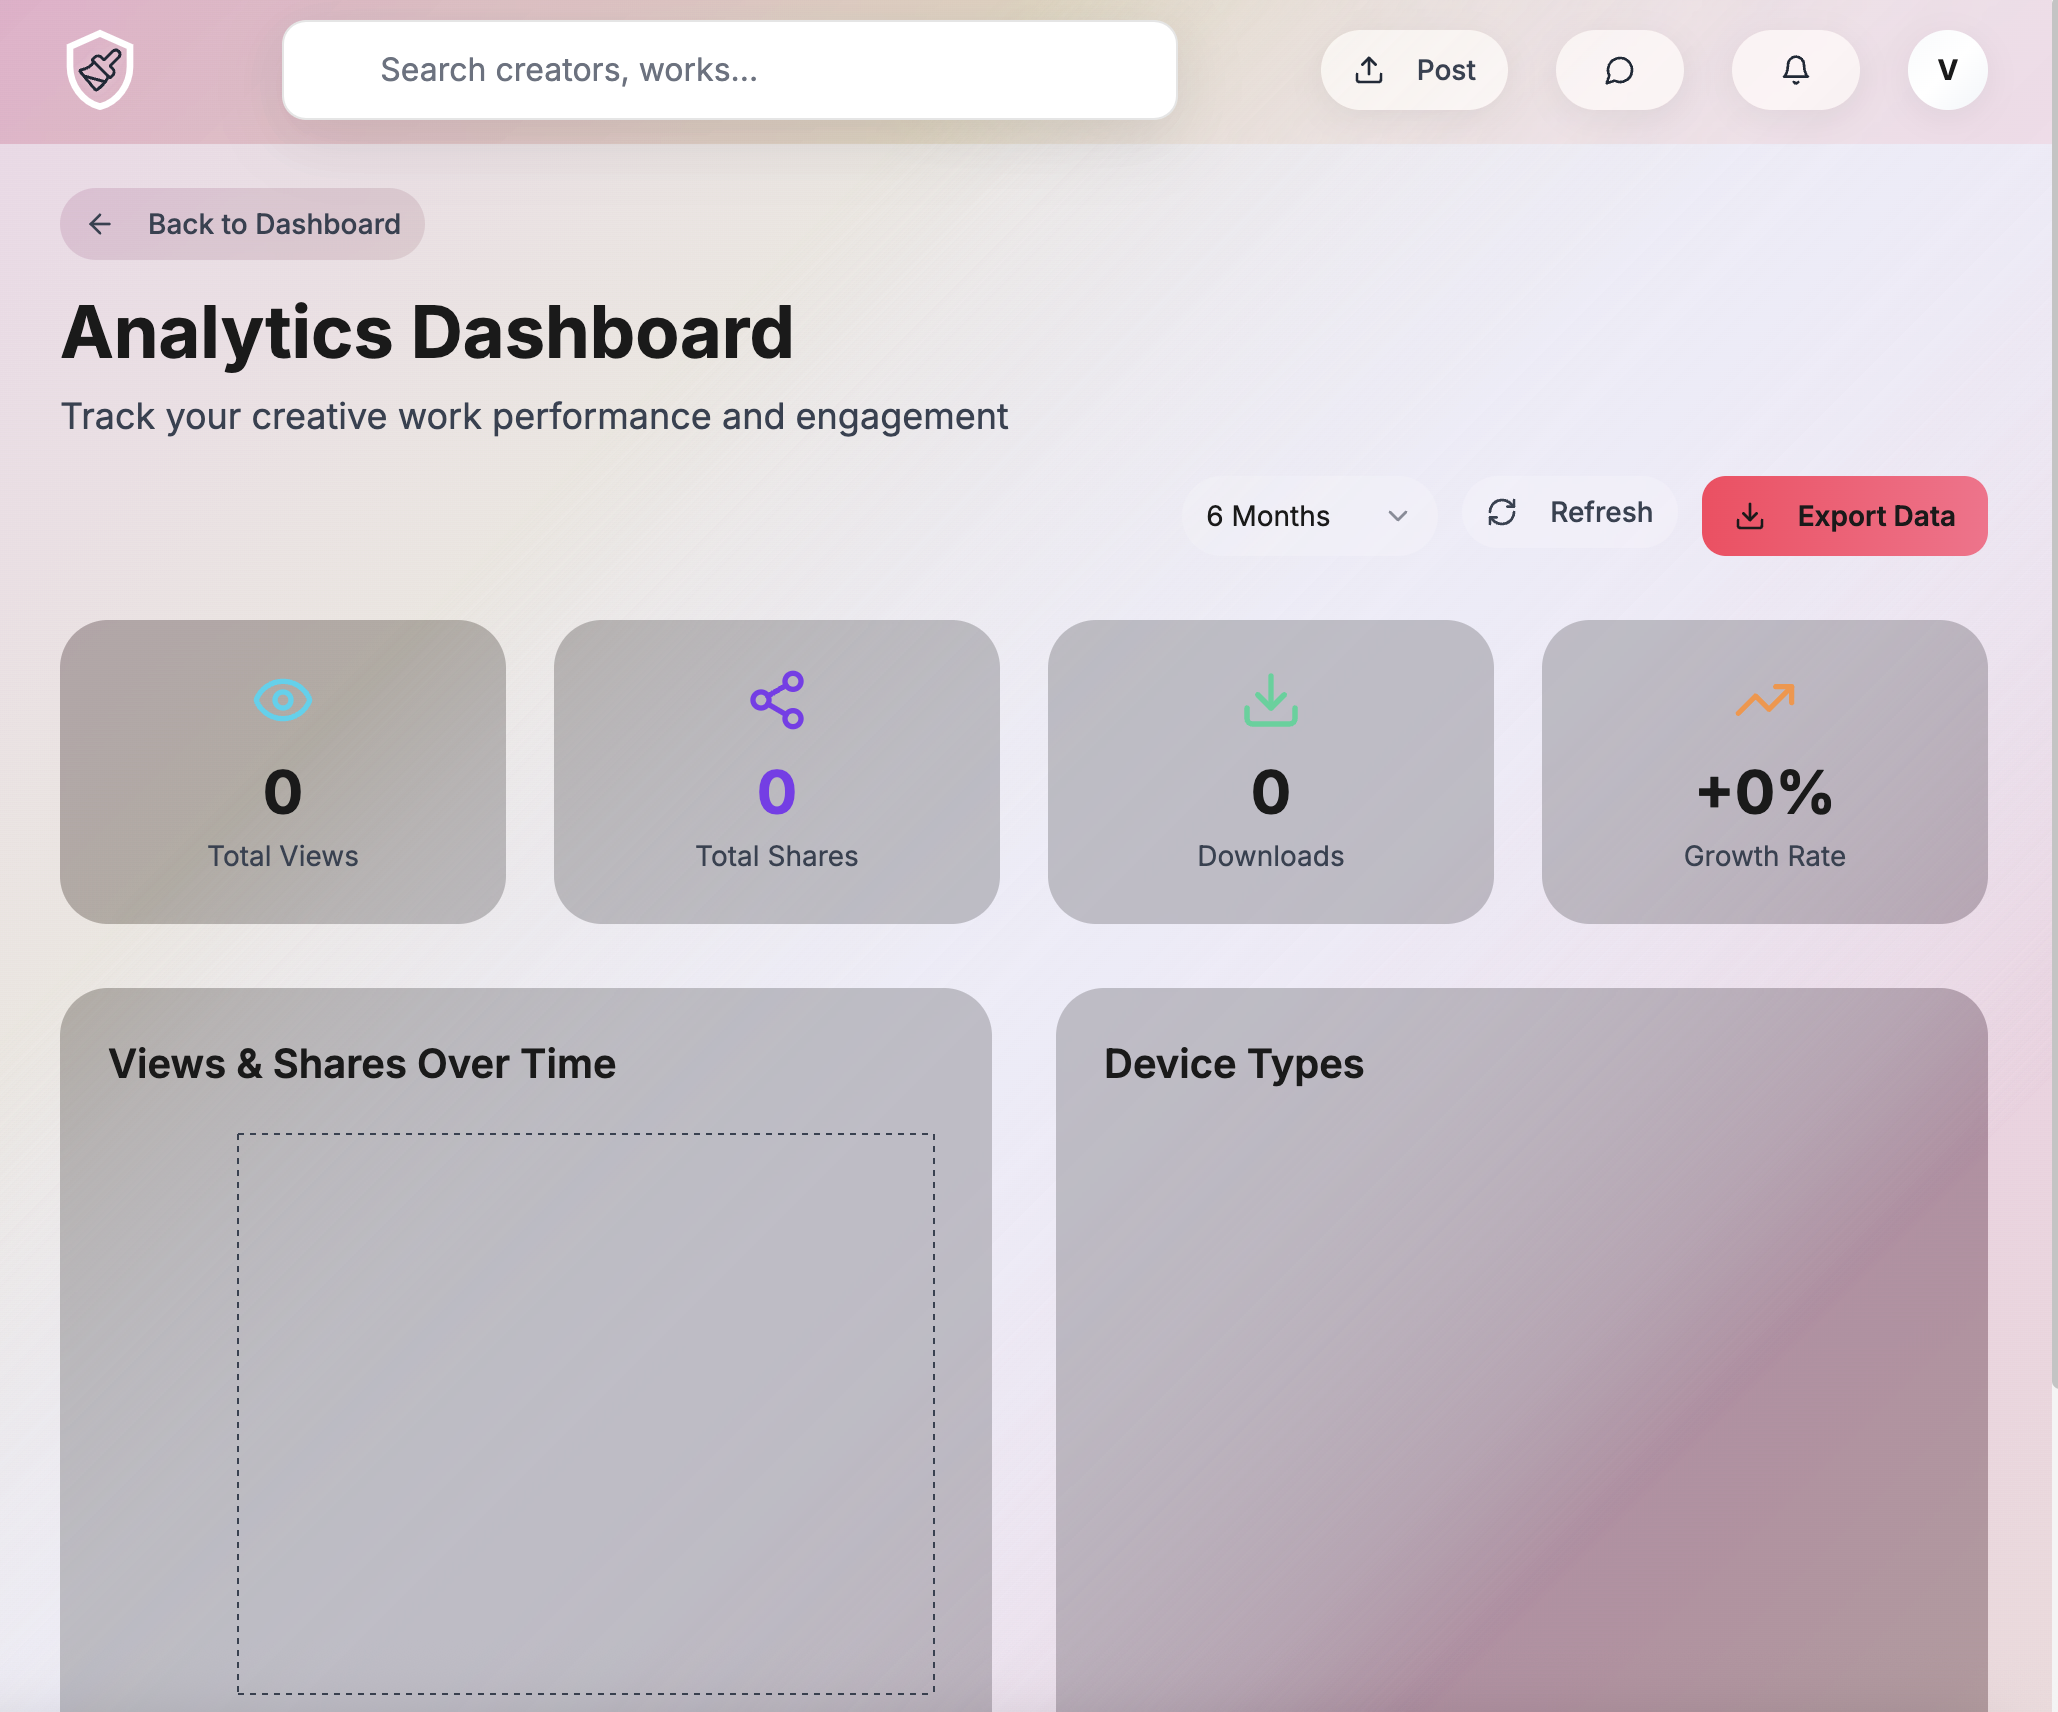 Search creators, works...
Post
V
Back to Dashboard
Analytics Dashboard
Track your creative work performance and engagement
6 Months
Refresh
Export Data
0
Total Views
0
Total Shares
0
Downloads
+0%
Growth Rate
Views & Shares Over Time
Device Types